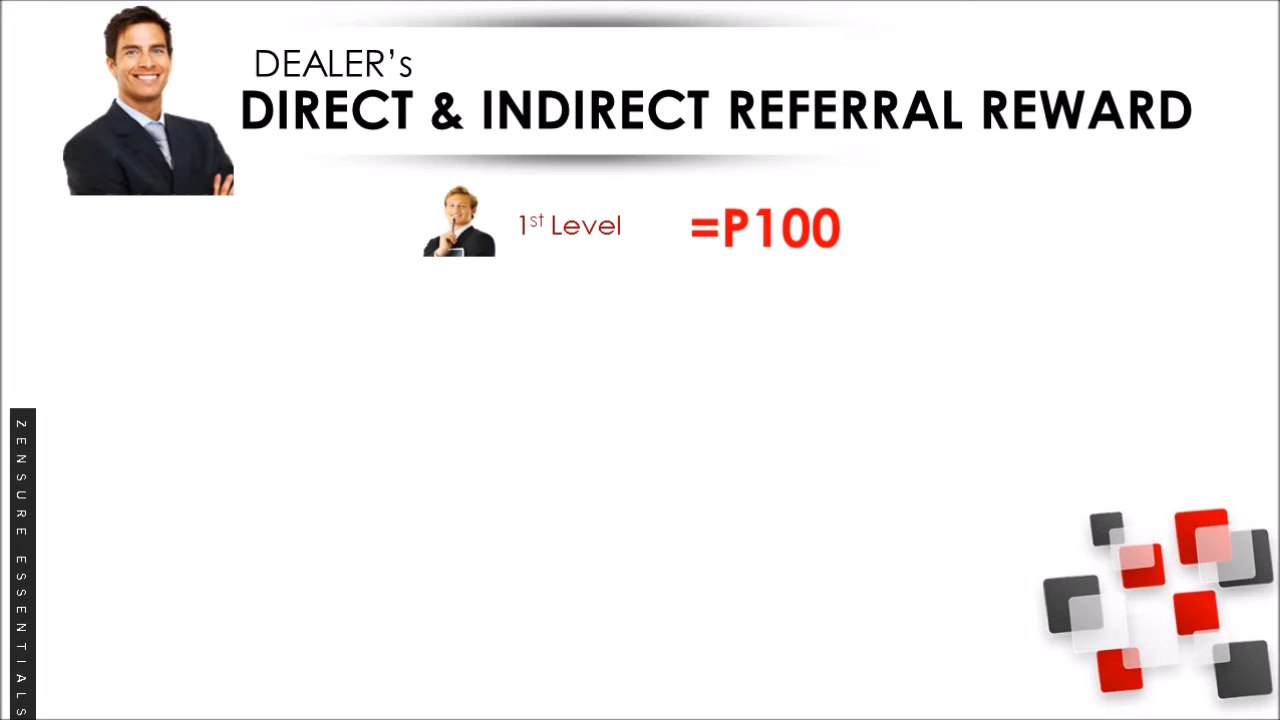 DEALER's
DIRECT & INDIRECT REFERRAL REWARD
1st Level =P100
ZENSURE ESSENTIALS